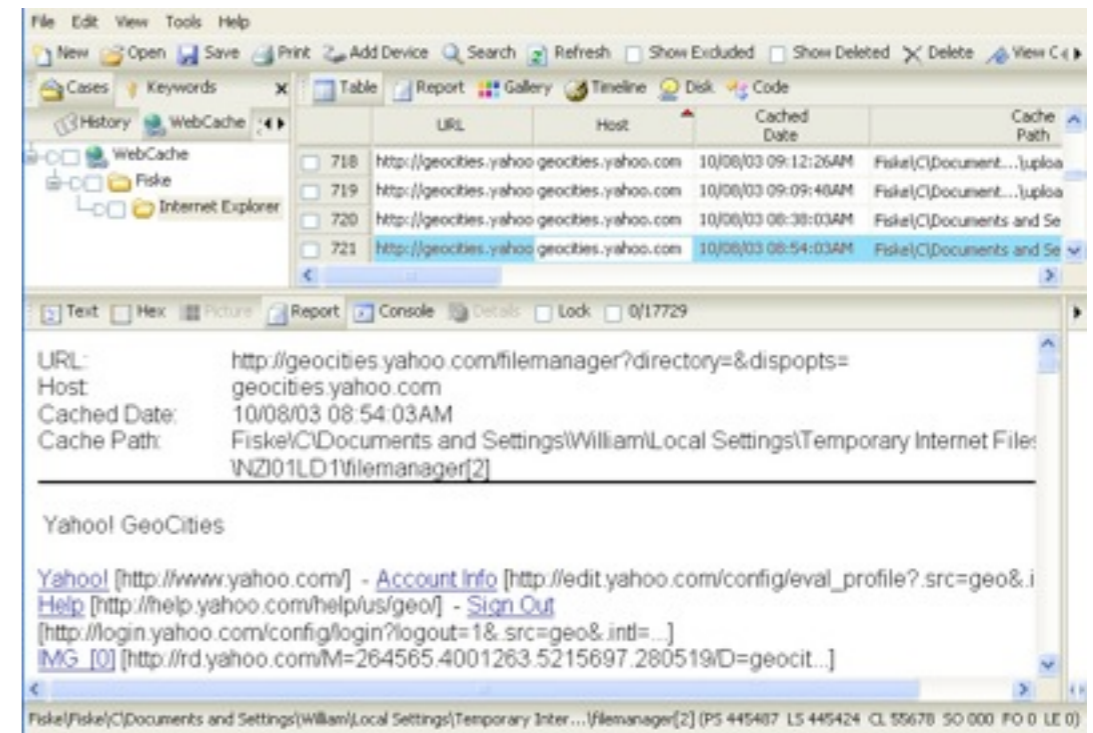 File Edit View Tools Help
New Open Save Print Add Device Search Refresh Show Excluded Show Deleted Delete View C
Cases Keywords Table Report Gallery Timeline Disk Code
History WebCache URL Host Cached Date Cache Path
WebCache
Fiske
Internet Explorer
718 http://geocities.yahoo geocities.yahoo.com 10/08/03 09:12:26AM Fiske\C\Document...\uploa
719 http://geocities.yahoo geocities.yahoo.com 10/08/03 09:09:48AM Fiske\C\Document...\uploa
720 http://geocities.yahoo geocities.yahoo.com 10/08/03 08:38:03AM Fiske\C\Documents and Se
721 http://geocities.yahoo geocities.yahoo.com 10/08/03 08:54:03AM Fiske\C\Documents and Se
Text Hex Picture Report Console Details Lock 0/17729
URL: http://geocities.yahoo.com/filemanager?directory=&dispopts=
Host: geocities.yahoo.com
Cached Date: 10/08/03 08:54:03AM
Cache Path: Fiske\C\Documents and Settings\William\Local Settings\Temporary Internet Files
\NZI01LD1\filemanager[2]
Yahoo! GeoCities
Yahoo! [http://www.yahoo.com/] - Account Info [http://edit.yahoo.com/config/eval_profile?.src=geo&.i
Help [http://help.yahoo.com/help/us/geo/] - Sign Out
[http://login.yahoo.com/config/login?logout=1&.src=geo&.intl=...]
IMG_[0] [http://rd.yahoo.com/M=264565.4001263.5215697.280519/D=geocit...]
Fiske\Fiske\C\Documents and Settings\William\Local Settings\Temporary Inter...\filemanager[2] (PS 445487 LS 445424 CL 55678 SO 000 FO 0 LE 0)